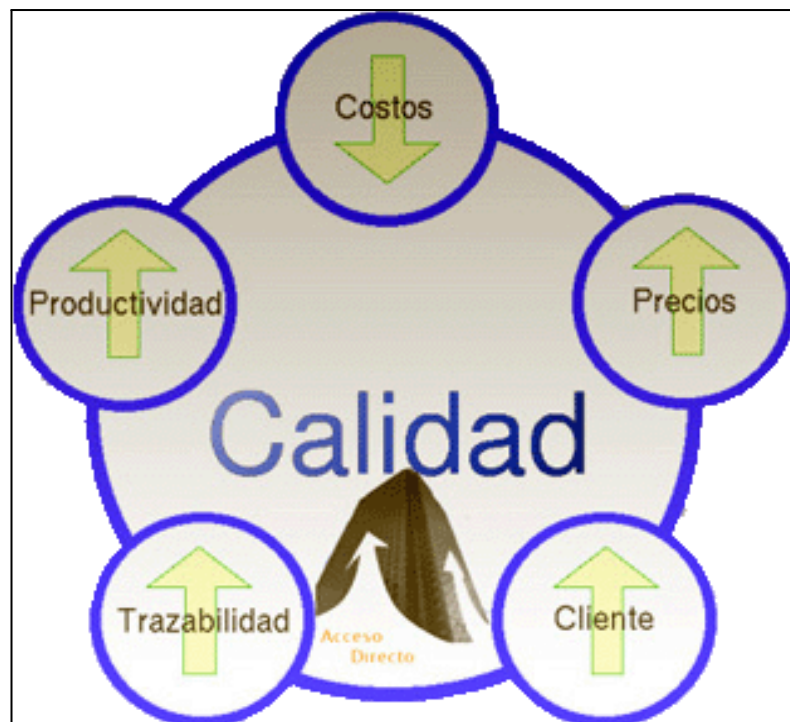 Costos
Productividad
Precios
Calidad
Trazabilidad
Cliente
Acceso
Directo